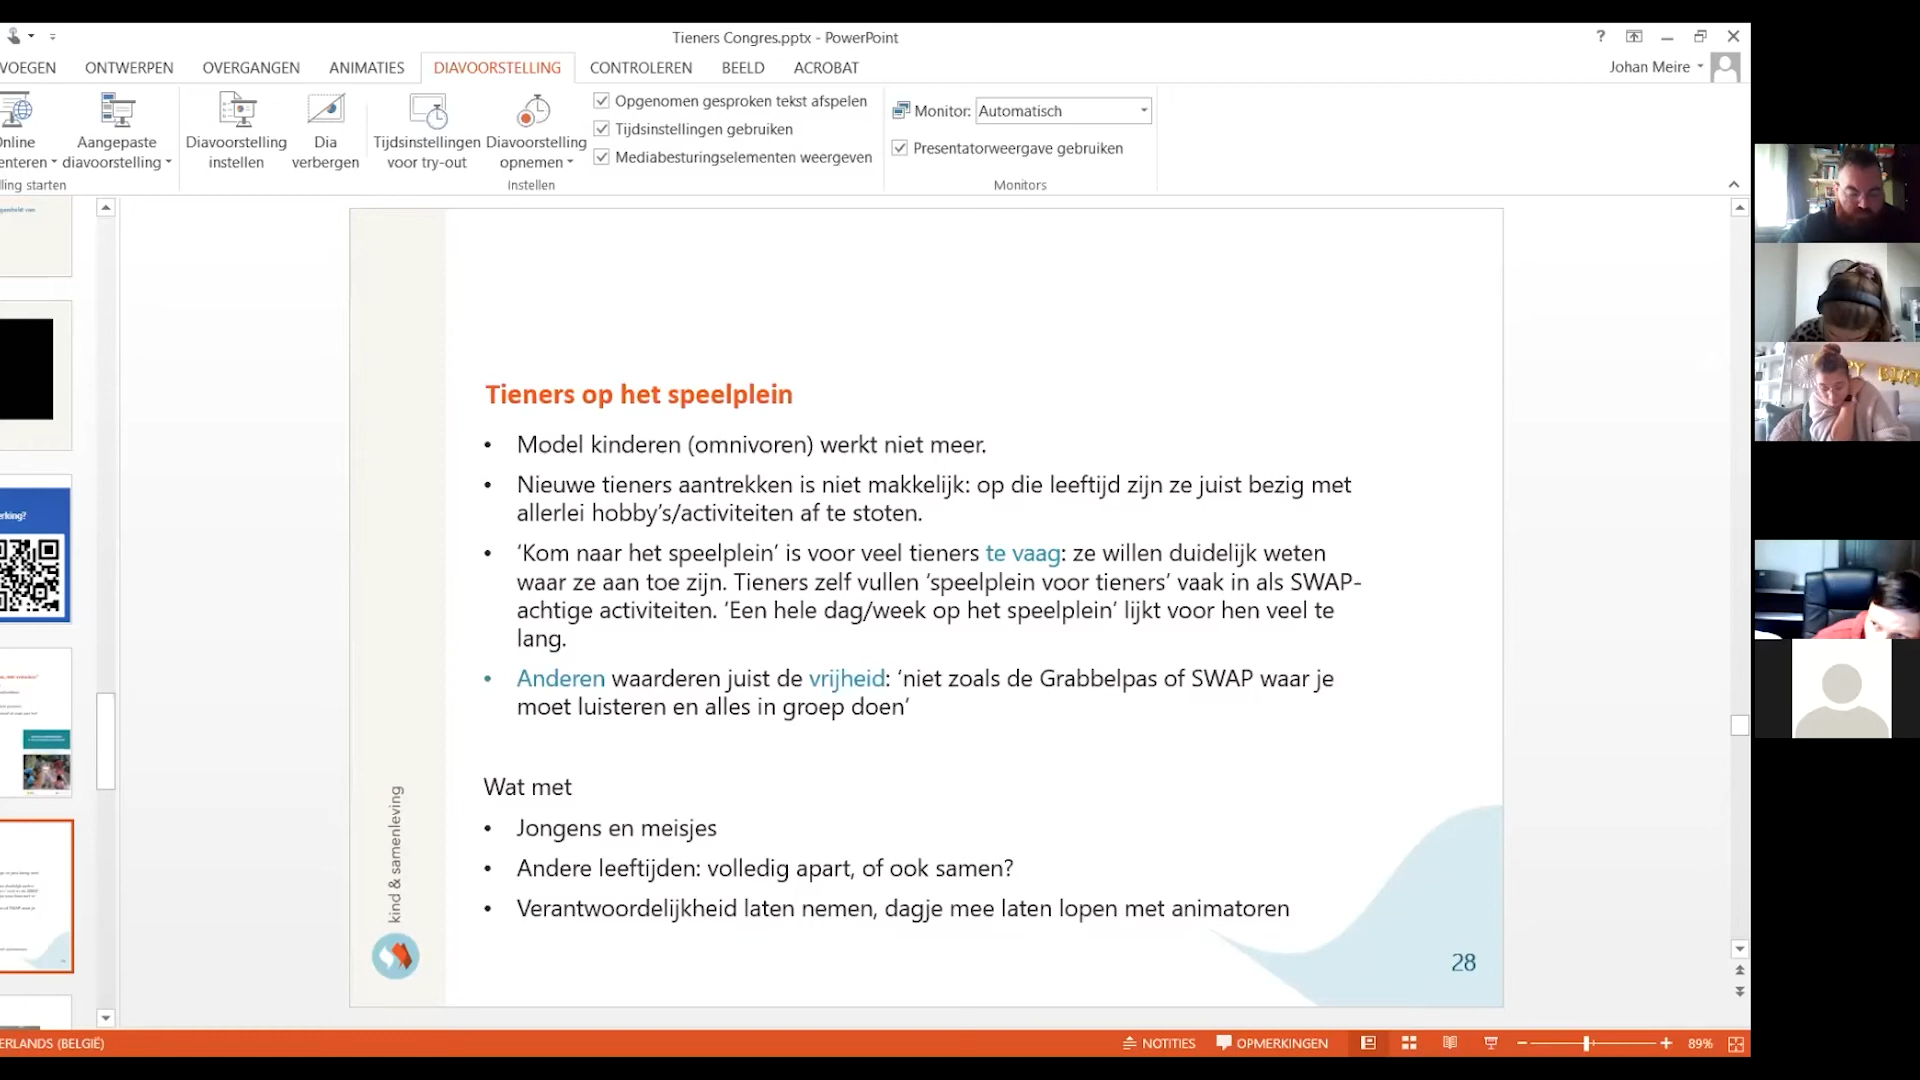 Tieners Congres.pptx - PowerPoint
?
VOEGEN ONTWERPEN OVERGANGEN ANIMATIES DIAVOORSTELLING CONTROLEREN BEELD ACROBAT
Johan Meire
Online
enteren
Aangepaste
diavoorstelling
Diavoorstelling
instellen
Dia
verbergen
Tijdsinstellingen
voor try-out
Diavoorstelling
opnemen
Opgenomen gesproken tekst afspelen
Tijdsinstellingen gebruiken
Mediabesturingselementen weergeven
Monitor: Automatisch
Presentatorweergave gebruiken
lling starten
Instellen
Monitors
erking?
Tieners op het speelplein
• Model kinderen (omnivoren) werkt niet meer.
• Nieuwe tieners aantrekken is niet makkelijk: op die leeftijd zijn ze juist bezig met
allerlei hobby's/activiteiten af te stoten.
• 'Kom naar het speelplein' is voor veel tieners te vaag: ze willen duidelijk weten
waar ze aan toe zijn. Tieners zelf vullen 'speelplein voor tieners' vaak in als SWAP-
achtige activiteiten. 'Een hele dag/week op het speelplein' lijkt voor hen veel te
lang.
• Anderen waarderen juist de vrijheid: 'niet zoals de Grabbelpas of SWAP waar je
moet luisteren en alles in groep doen'
Wat met
• Jongens en meisjes
• Andere leeftijden: volledig apart, of ook samen?
• Verantwoordelijkheid laten nemen, dagje mee laten lopen met animatoren
kind & samenleving
28
ERLANDS (BELGIË)
NOTITIES
OPMERKINGEN
89%